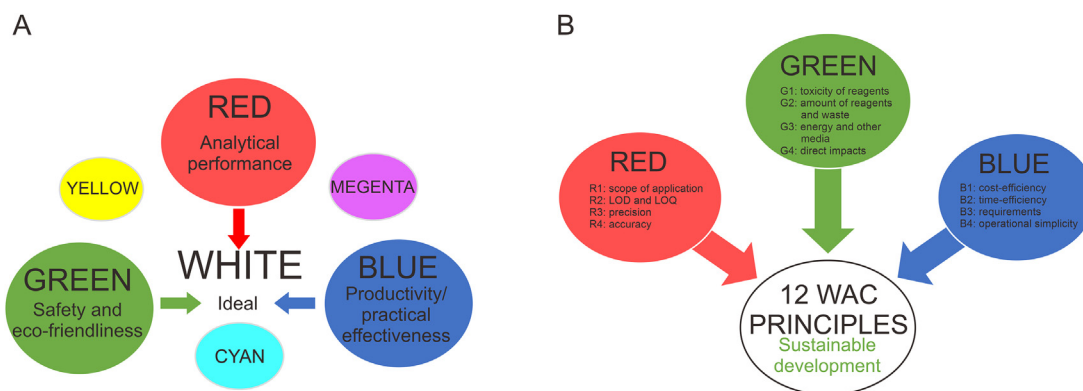 A
RED
Analytical
performance
YELLOW
MEGENTA
WHITE
Ideal
GREEN
Safety and
eco-friendliness
BLUE
Productivity/
practical
effectiveness
CYAN
B
GREEN
G1: toxicity of reagents
G2: amount of reagents
and waste
G3: energy and other
media
G4: direct impacts
RED
R1: scope of application
R2: LOD and LOQ
R3: precision
R4: accuracy
BLUE
B1: cost-efficiency
B2: time-efficiency
B3: requirements
B4: operational simplicity
12 WAC
PRINCIPLES
Sustainable
development